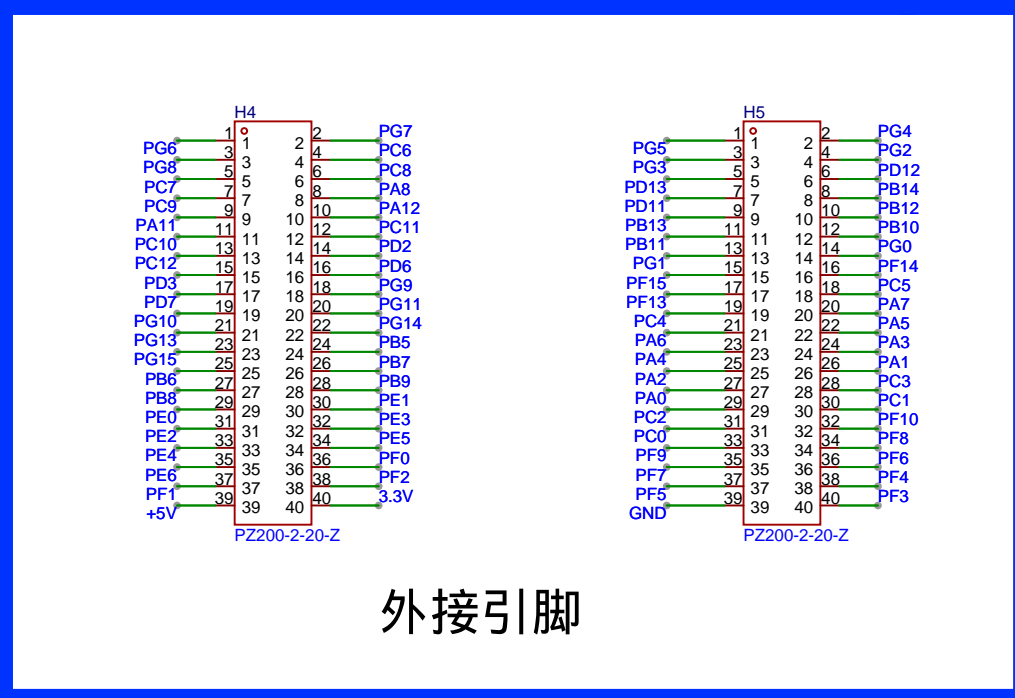 H4
PG6 1 1 2 2 PG7
PG8 3 3 4 4 PC6
PC7 5 5 6 6 PC8
PC9 7 7 8 8 PA8
PA11 9 9 10 10 PA12
PC10 11 11 12 12 PC11
PC12 13 13 14 14 PD2
PD3 15 15 16 16 PD6
PD7 17 17 18 18 PG9
PG10 19 19 20 20 PG11
PG13 21 21 22 22 PG14
PG15 23 23 24 24 PB5
PB6 25 25 26 26 PB7
PB8 27 27 28 28 PB9
PE0 29 29 30 30 PE1
PE2 31 31 32 32 PE3
PE4 33 33 34 34 PE5
PE6 35 35 36 36 PF0
PF1 37 37 38 38 PF2
+5V 39 39 40 40 3.3V
PZ200-2-20-Z
H5
PG5 1 1 2 2 PG4
PG3 3 3 4 4 PG2
PD13 5 5 6 6 PD12
PD11 7 7 8 8 PB14
PB13 9 9 10 10 PB12
PB11 11 11 12 12 PB10
PG1 13 13 14 14 PG0
PF15 15 15 16 16 PF14
PF13 17 17 18 18 PC5
PC4 19 19 20 20 PA7
PA6 21 21 22 22 PA5
PA4 23 23 24 24 PA3
PA2 25 25 26 26 PA1
PA0 27 27 28 28 PC3
PC2 29 29 30 30 PC1
PC0 31 31 32 32 PF10
PF9 33 33 34 34 PF8
PF7 35 35 36 36 PF6
PF5 37 37 38 38 PF4
GND 39 39 40 40 PF3
PZ200-2-20-Z
外接引脚